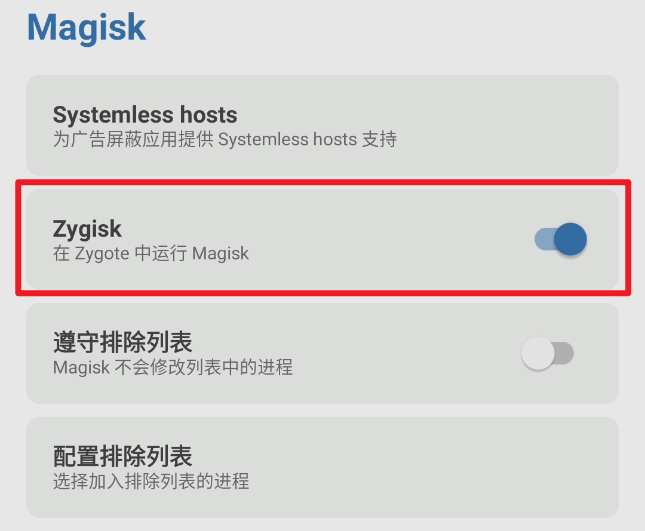 Magisk
Systemless hosts
为广告屏蔽应用提供 Systemless hosts 支持
Zygisk
在 Zygote 中运行 Magisk
遵守排除列表
Magisk 不会修改列表中的进程
配置排除列表
选择加入排除列表的进程